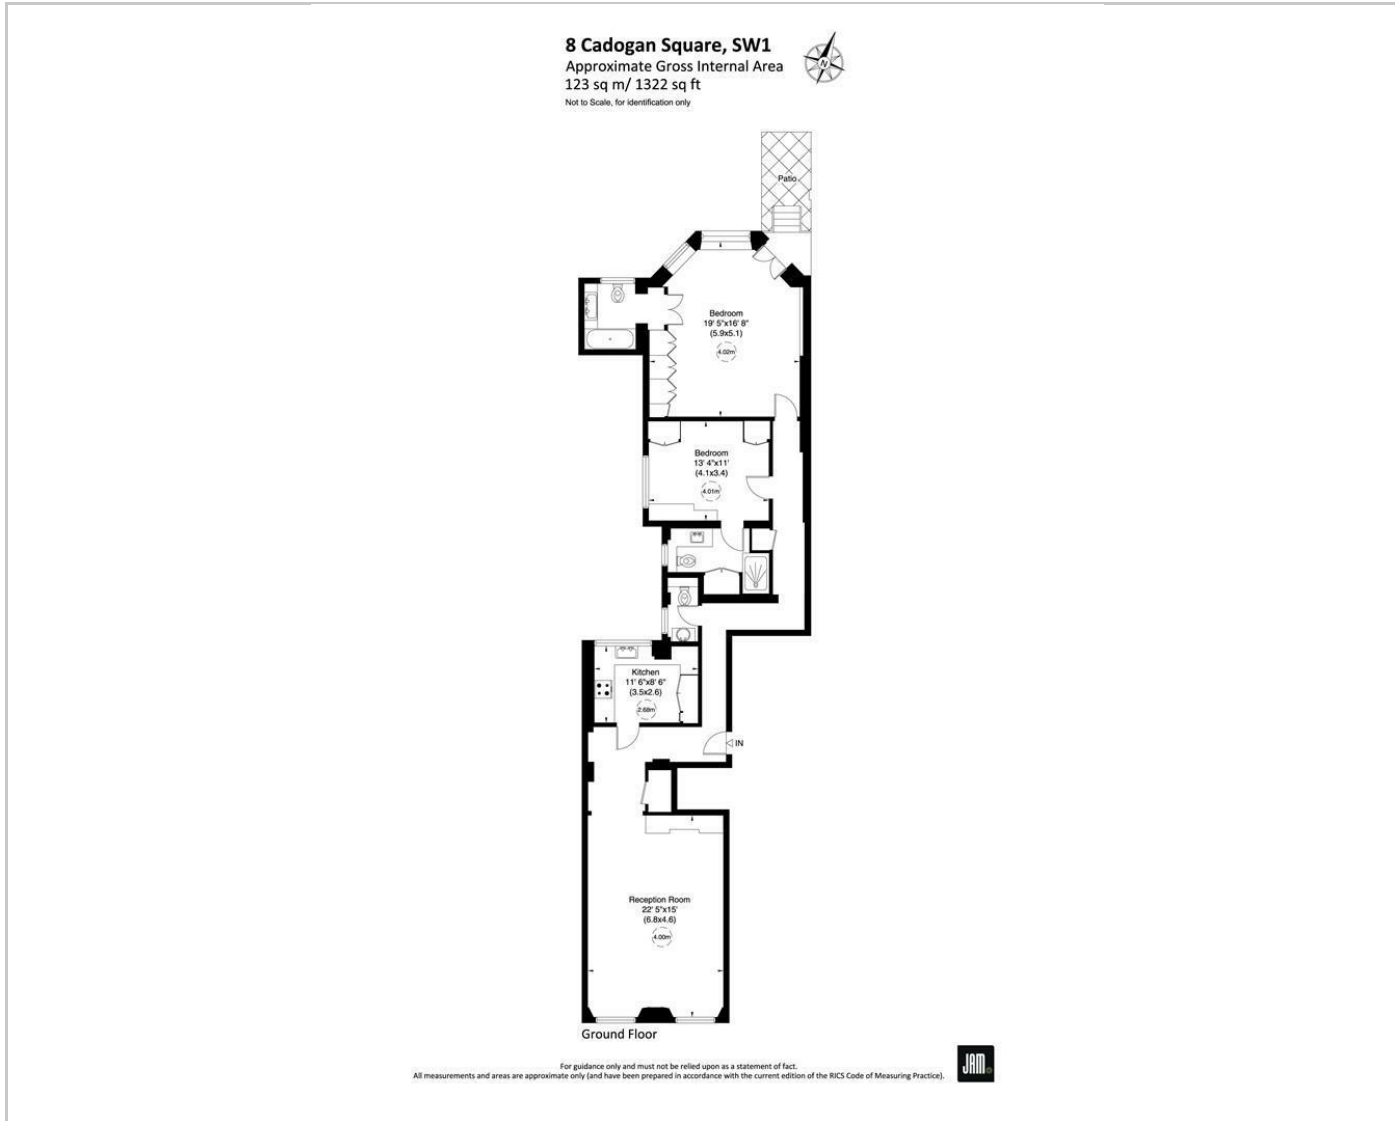 8 Cadogan Square, SW1
Approximate Gross Internal Area
123 sq m/ 1322 sq ft
Not to Scale, for identification only
N
Patio
Bedroom
19' 5"x16' 8"
(5.9x5.1)
4.02m
Bedroom
13' 4"x11'
(4.1x3.4)
4.01m
Kitchen
11' 6"x8' 6"
(3.5x2.6)
2.68m
IN
Reception Room
22' 5"x15'
(6.8x4.6)
4.00m
Ground Floor
For guidance only and must not be relied upon as a statement of fact.
All measurements and areas are approximate only (and have been prepared in accordance with the current edition of the RICS Code of Measuring Practice).
JAM